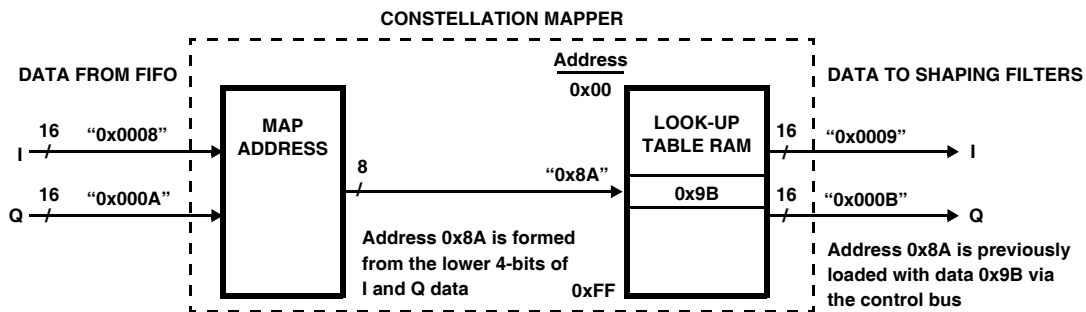 CONSTELLATION MAPPER
DATA FROM FIFO
Address
0x00
DATA TO SHAPING FILTERS
MAP
ADDRESS
LOOK-UP
TABLE RAM
I
16
“0x0008”
8
“0x8A”
0x9B
16
“0x0009”
I
Q
16
“0x000A”
16
“0x000B”
Q
Address 0x8A is formed
from the lower 4-bits of
I and Q data
0xFF
Address 0x8A is previously
loaded with data 0x9B via
the control bus